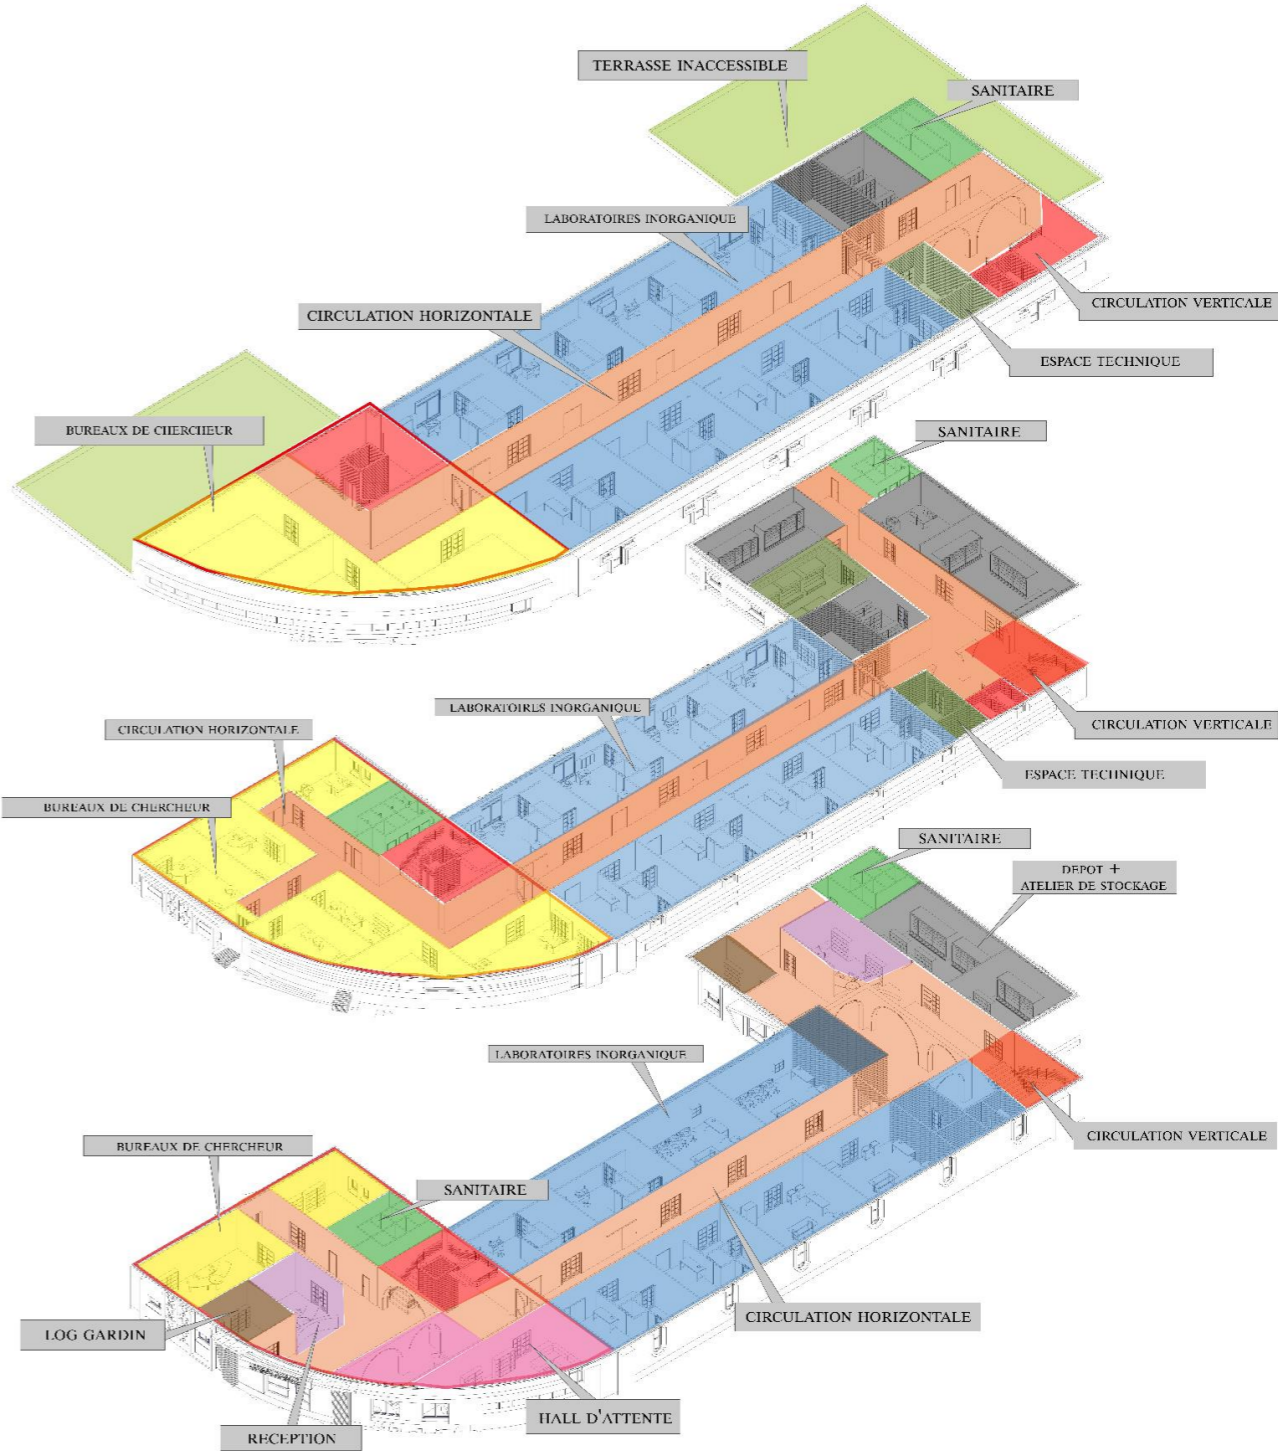 TERRASSE INACCESSIBLE
SANITAIRE
LABORATOIRES INORGANIQUE
CIRCULATION HORIZONTALE
CIRCULATION VERTICALE
ESPACE TECHNIQUE
BUREAUX DE CHERCHEUR
SANITAIRE
LABORATOIRES INORGANIQUE
CIRCULATION HORIZONTALE
CIRCULATION VERTICALE
ESPACE TECHNIQUE
BUREAUX DE CHERCHEUR
SANITAIRE
DEPOT +
ATELIER DE STOCKAGE
LABORATOIRES INORGANIQUE
CIRCULATION VERTICALE
BUREAUX DE CHERCHEUR
SANITAIRE
CIRCULATION HORIZONTALE
LOG GARDIN
HALL D'ATTENTE
RECEPTION